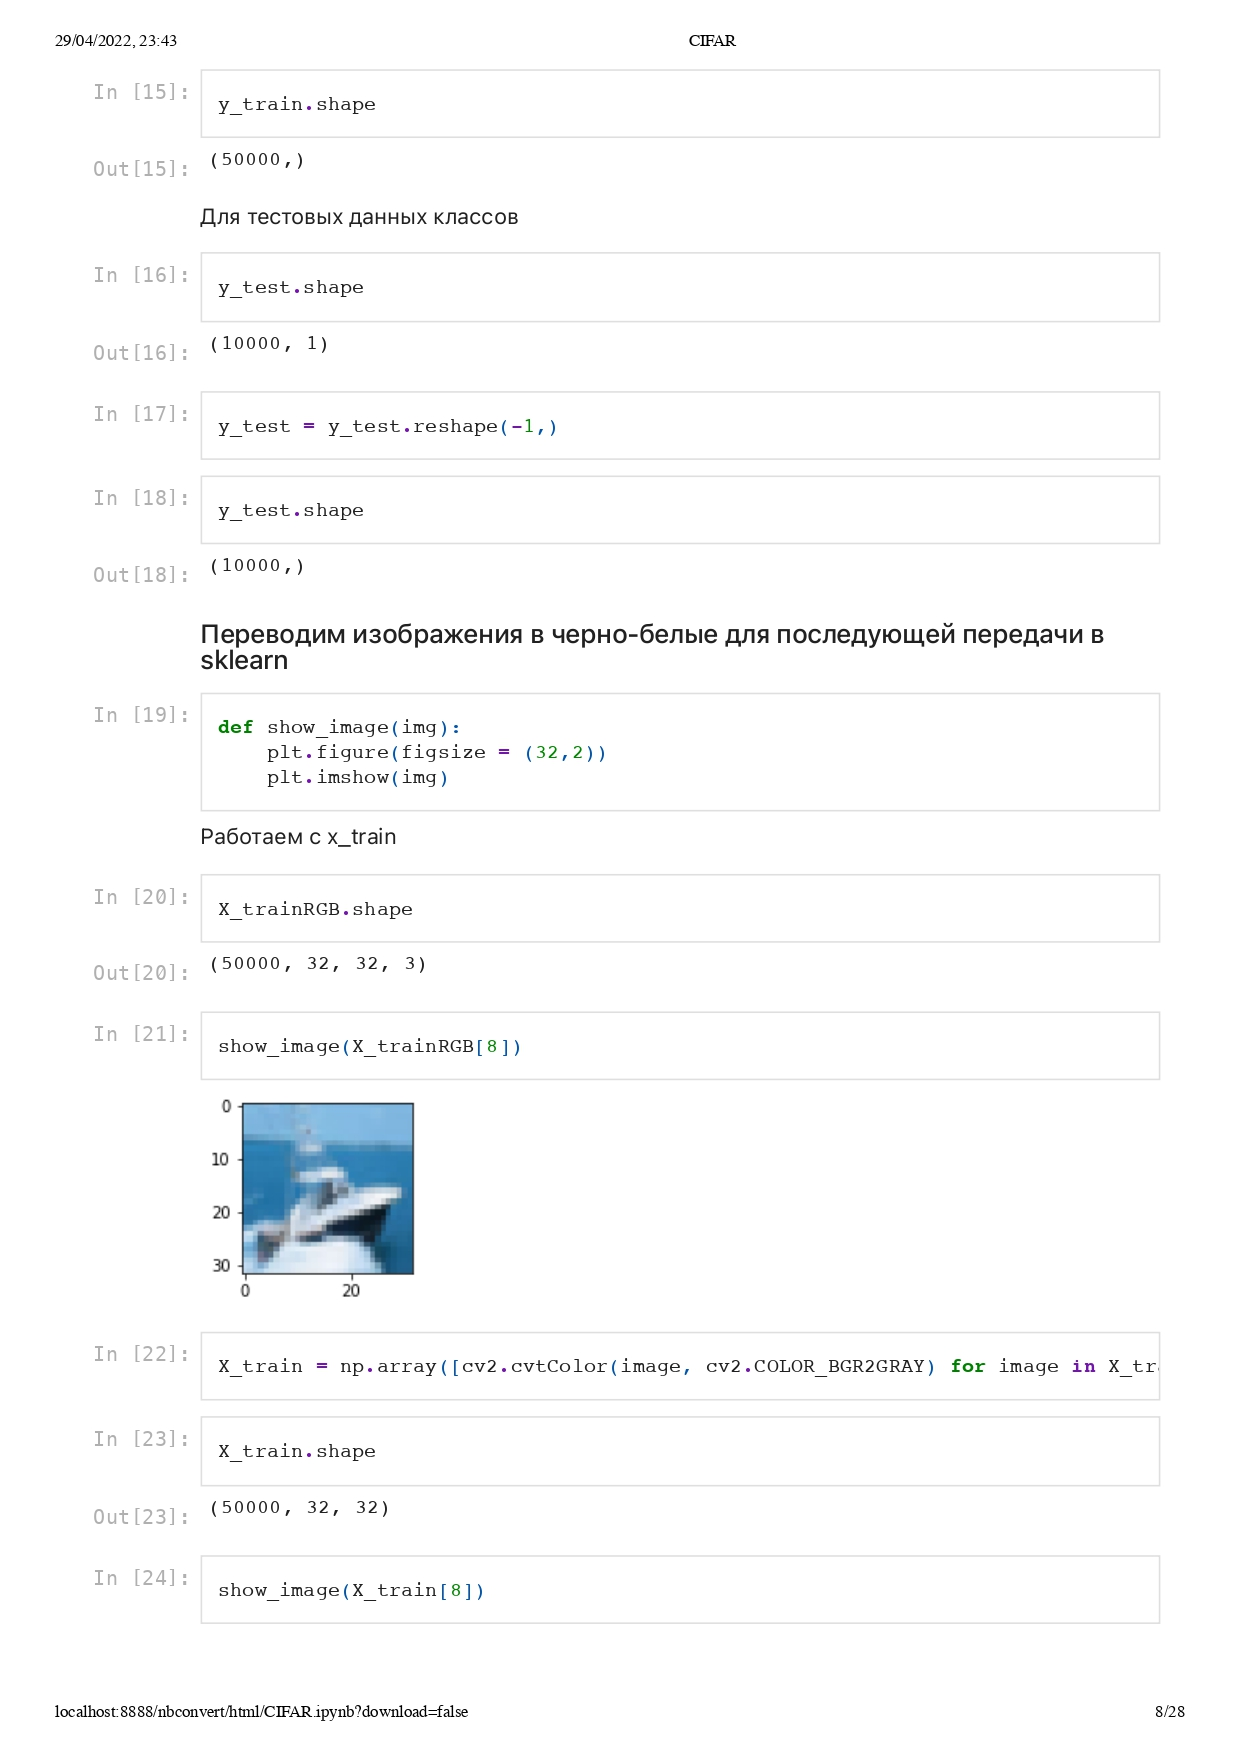 29/04/2022, 23:43 CIFAR
In [15]: y_train.shape
Out[15]: (50000,)
Для тестовых данных классов
In [16]: y_test.shape
Out[16]: (10000, 1)
In [17]: y_test = y_test.reshape(-1,)
In [18]: y_test.shape
Out[18]: (10000,)
Переводим изображения в черно-белые для последующей передачи в
sklearn
In [19]: def show_image(img):
    plt.figure(figsize = (32,2))
    plt.imshow(img)
Работаем с x_train
In [20]: X_trainRGB.shape
Out[20]: (50000, 32, 32, 3)
In [21]: show_image(X_trainRGB[8])
0
10
20
30
0 20
In [22]: X_train = np.array([cv2.cvtColor(image, cv2.COLOR_BGR2GRAY) for image in X_tr
In [23]: X_train.shape
Out[23]: (50000, 32, 32)
In [24]: show_image(X_train[8])
localhost:8888/nbconvert/html/CIFAR.ipynb?download=false 8/28